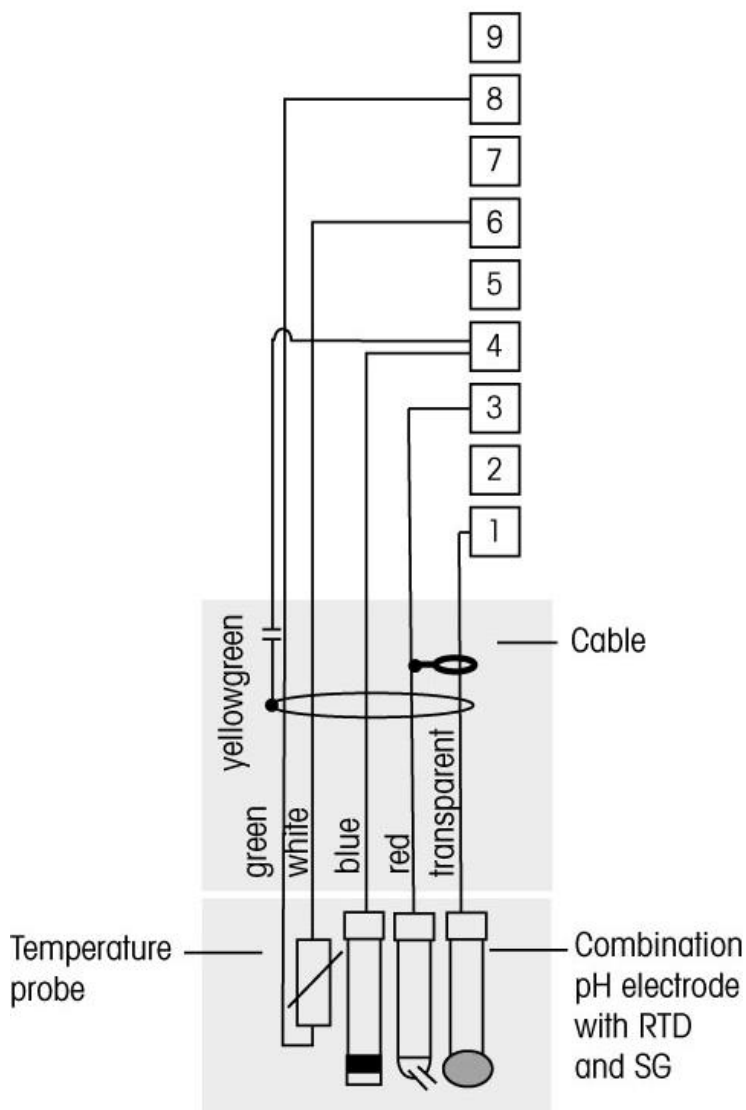 9
8
7
6
5
4
3
2
1
Cable
yellowgreen
green
white
blue
red
transparent
Temperature
probe
Combination
pH electrode
with RTD
and SG